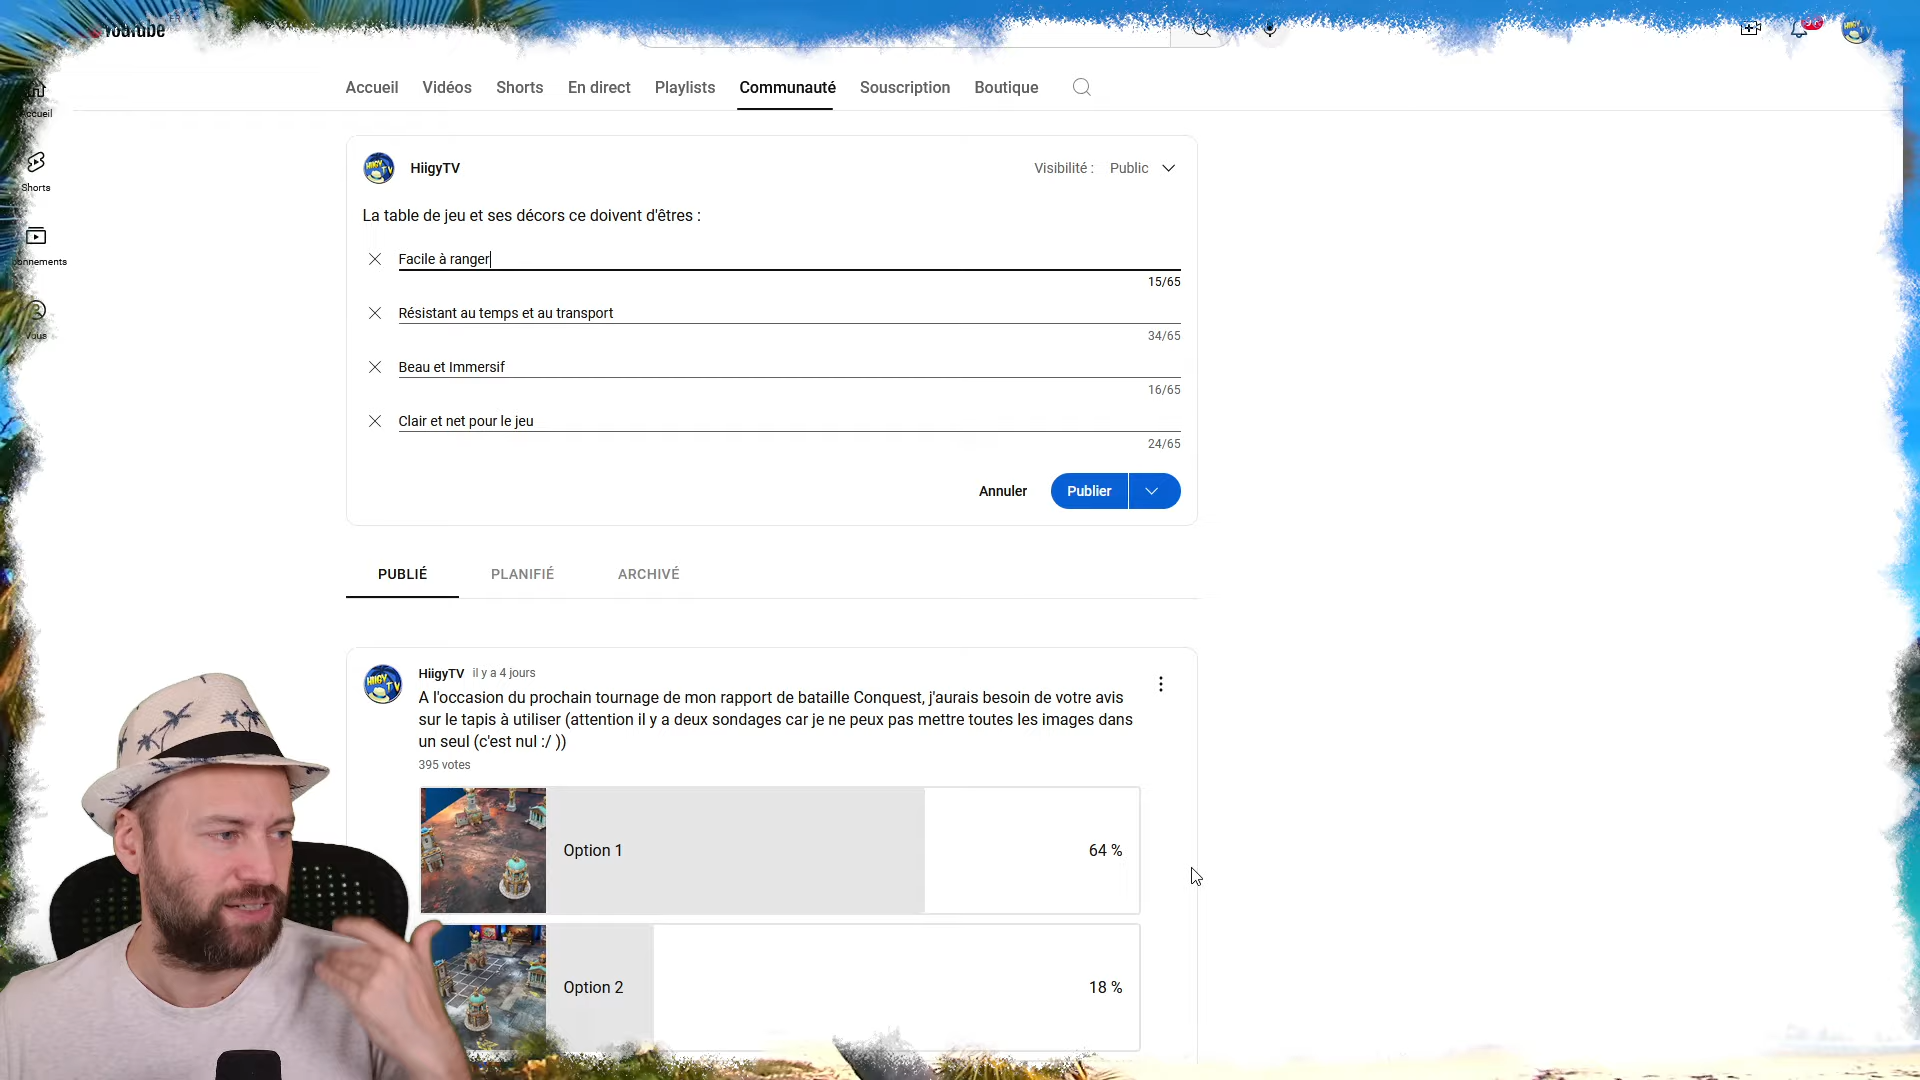 YouTube
FR
Accueil
Vidéos
Shorts
En direct
Playlists
Communauté
Souscription
Boutique
Shorts
HiigyTV
Visibilité :
Public
La table de jeu et ses décors ce doivent d'êtres :
Facile à ranger
15/65
Résistant au temps et au transport
34/65
Beau et Immersif
16/65
Clair et net pour le jeu
24/65
Annuler
Publier
PUBLIÉ
PLANIFIÉ
ARCHIVÉ
HiigyTV il y a 4 jours
A l'occasion du prochain tournage de mon rapport de bataille Conquest, j'aurais besoin de votre avis
sur le tapis à utiliser (attention il y a deux sondages car je ne peux pas mettre toutes les images dans
un seul (c'est nul :/ ))
395 votes
Option 1
64 %
Option 2
18 %